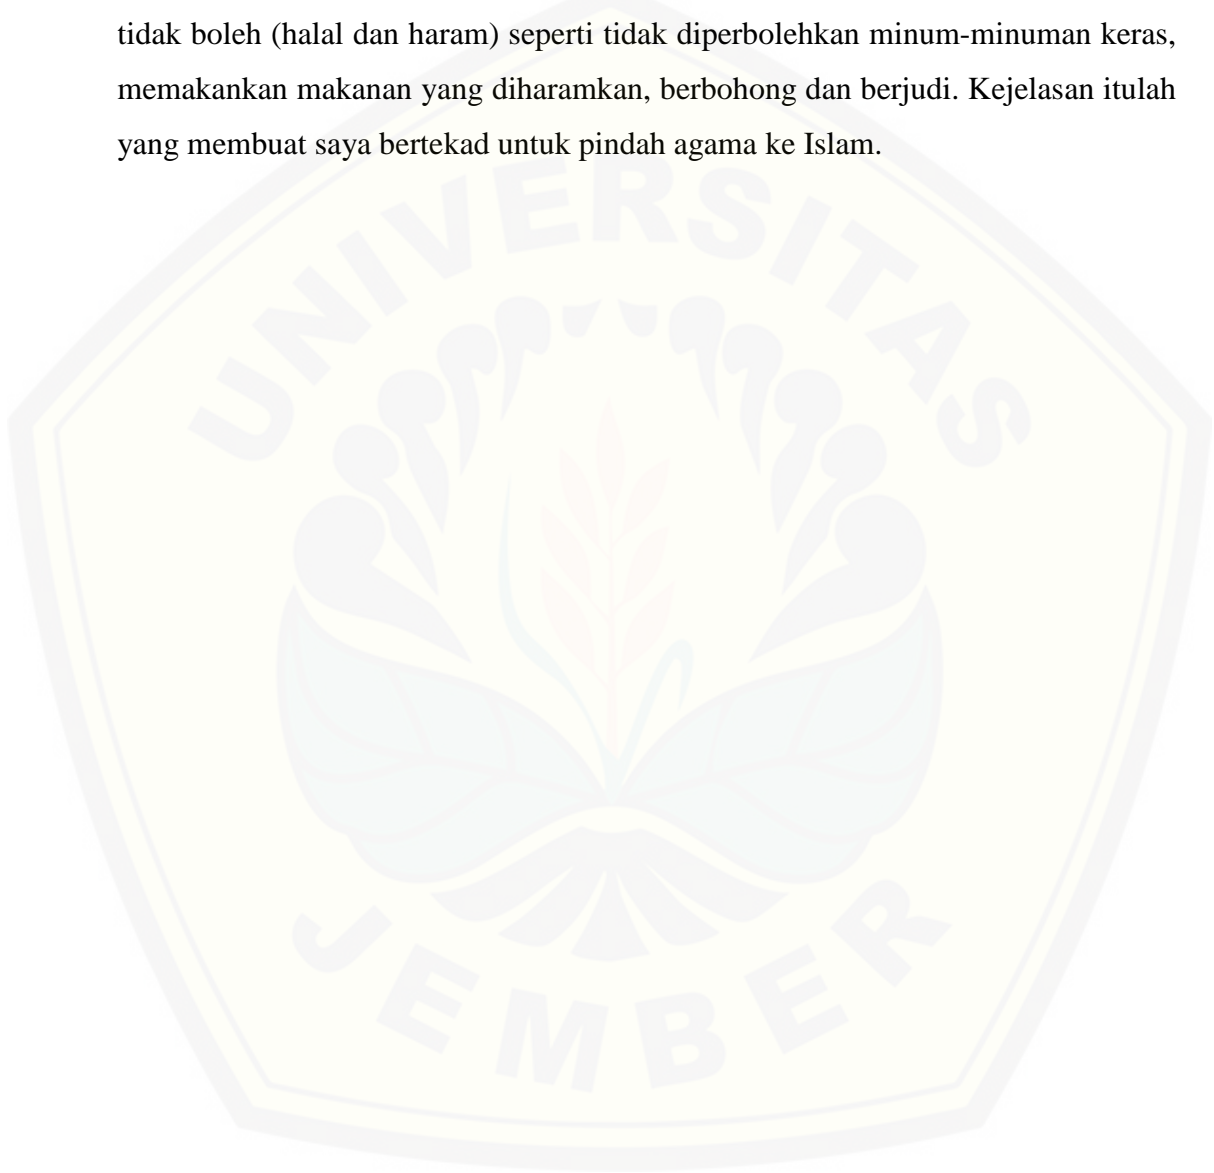 tidak boleh (halal dan haram) seperti tidak diperbolehkan minum-minuman keras,
memakankan makanan yang diharamkan, berbohong dan berjudi. Kejelasan itulah
yang membuat saya bertekad untuk pindah agama ke Islam.
UNIVERSITAS
JEMBER